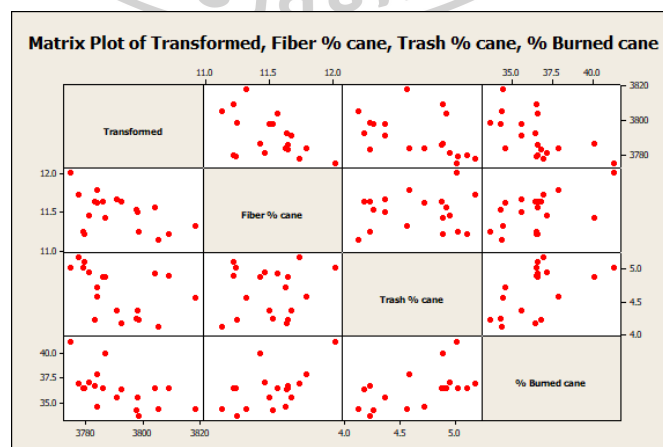 Matrix Plot of Transformed, Fiber % cane, Trash % cane, % Burned cane
11.0 11.5 12.0 35.0 37.5 40.0
Transformed
3820
3800
3780
12.0
11.5
11.0
Fiber % cane
Trash % cane
5.0
4.5
4.0
40.0
37.5
35.0
% Burned cane
3780 3800 3820 4.0 4.5 5.0